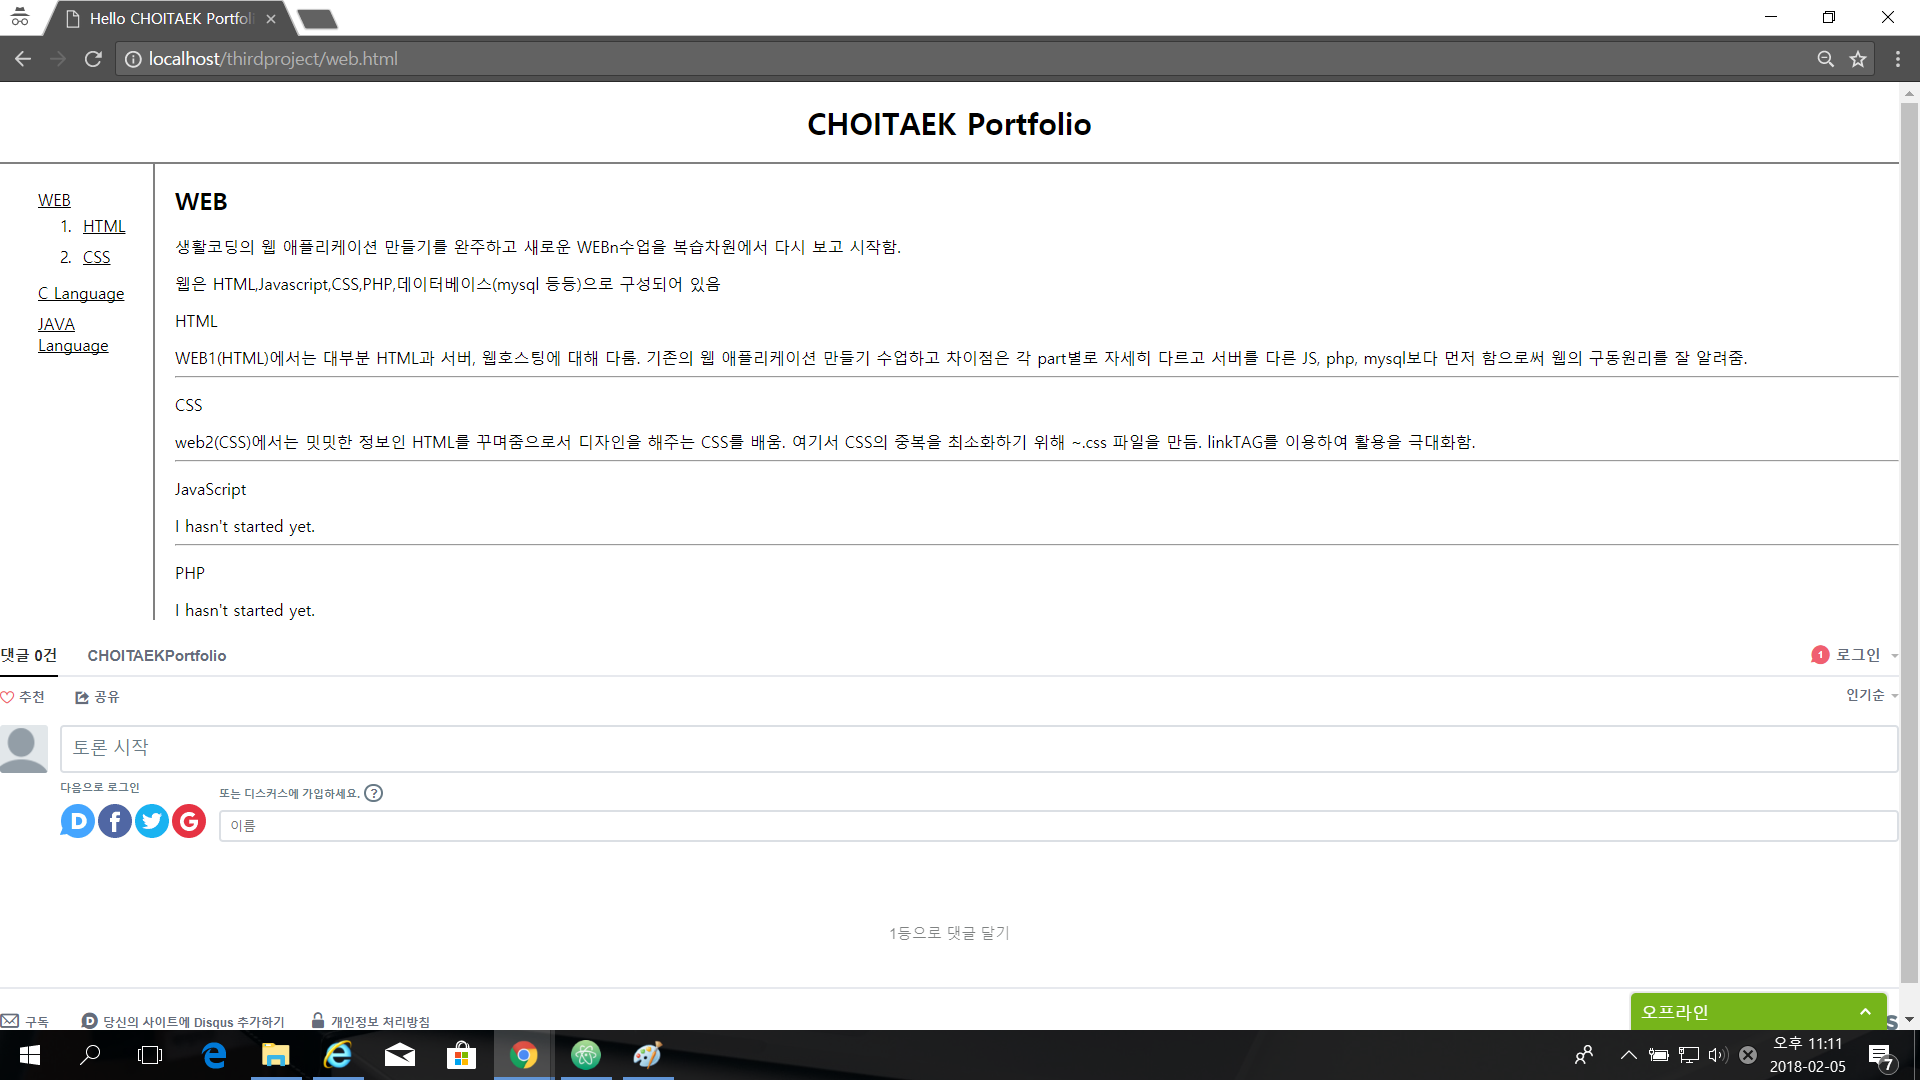 Hello CHOITAEK Portfoli
localhost/thirdproject/web.html
CHOITAEK Portfolio
WEB
1. HTML
2. CSS
C Language
JAVA
Language
WEB
생활코딩의 웹 애플리케이션 만들기를 완주하고 새로운 WEBn수업을 복습차원에서 다시 보고 시작함.
웹은 HTML,Javascript,CSS,PHP,데이터베이스(mysql 등등)으로 구성되어 있음
HTML
WEB1(HTML)에서는 대부분 HTML과 서버, 웹호스팅에 대해 다룸. 기존의 웹 애플리케이션 만들기 수업하고 차이점은 각 part별로 자세히 다르고 서버를 다른 JS, php, mysql보다 먼저 함으로써 웹의 구동원리를 잘 알려줌.
CSS
web2(CSS)에서는 밋밋한 정보인 HTML를 꾸며줌으로서 디자인을 해주는 CSS를 배움. 여기서 CSS의 중복을 최소화하기 위해 ~.css 파일을 만듬. linkTAG를 이용하여 활용을 극대화함.
JavaScript
I hasn't started yet.
PHP
I hasn't started yet.
댓글 0건 CHOITAEKPortfolio 1 로그인
추천 공유 인기순
토론 시작
다음으로 로그인
또는 디스커스에 가입하세요. ?
이름
1등으로 댓글 달기
구독 당신의 사이트에 Disqus 추가하기 개인정보 처리방침
오프라인
오후 11:11
2018-02-05
7